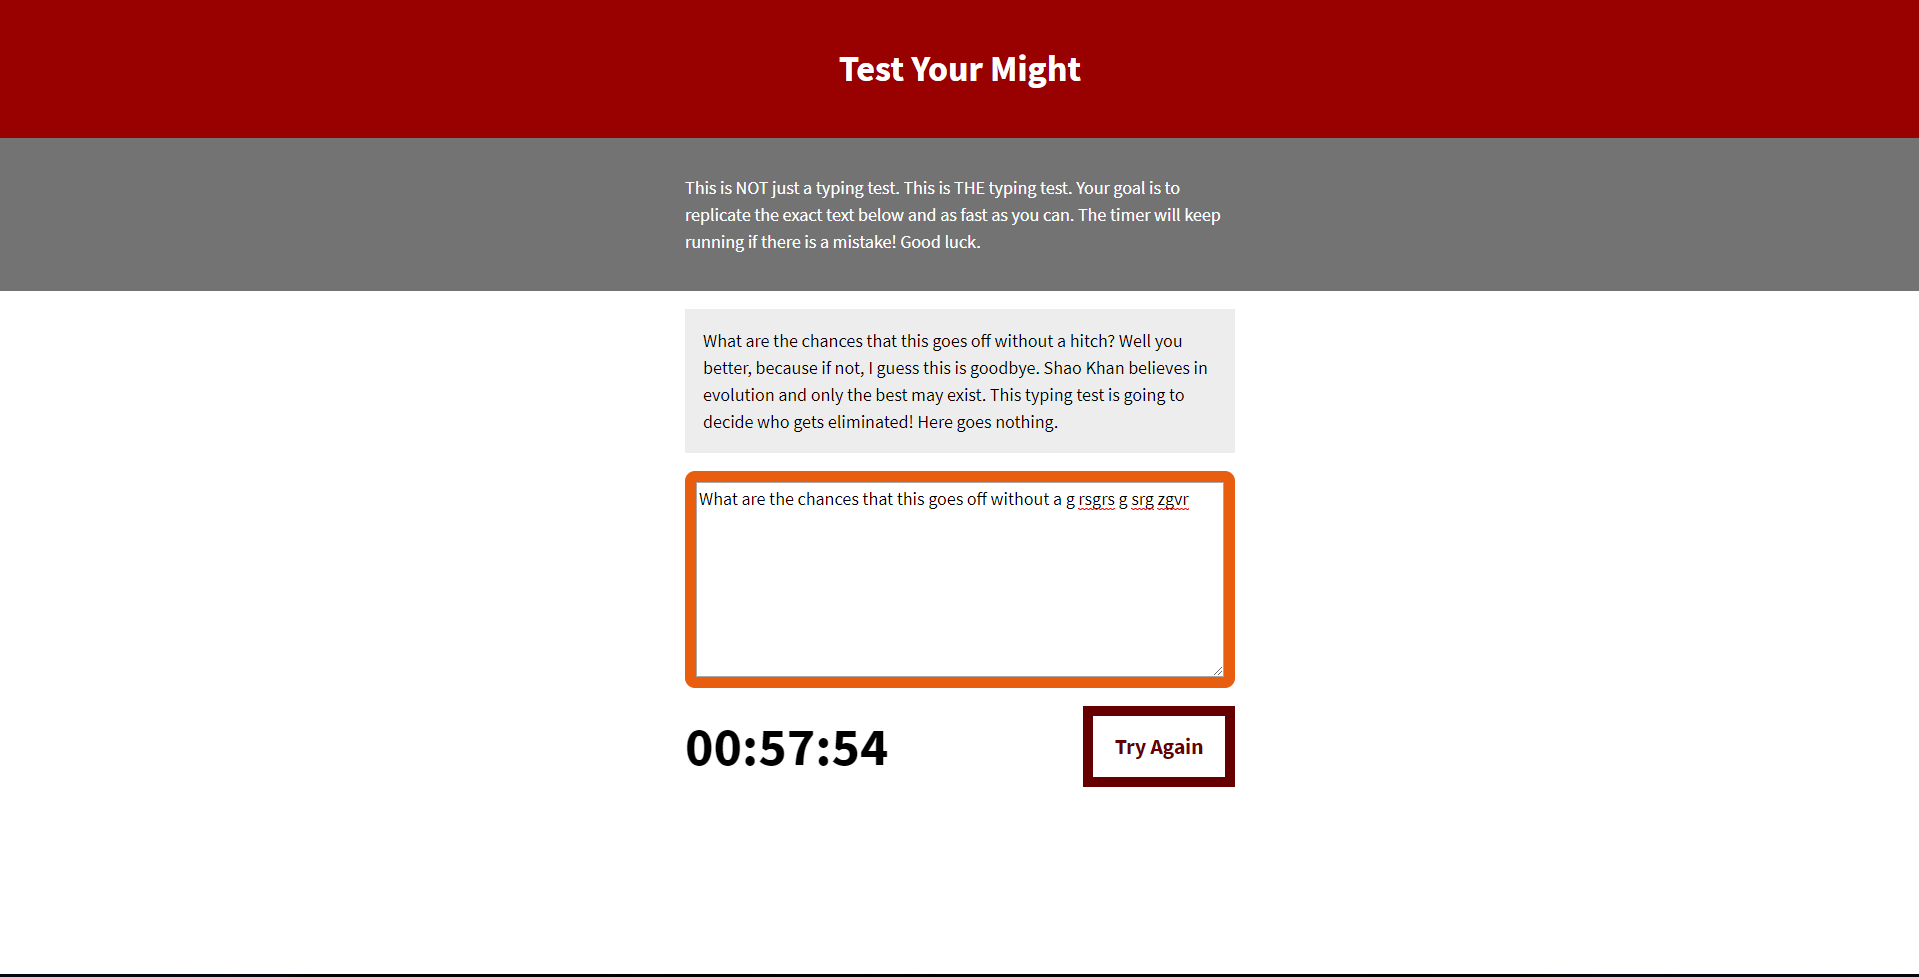 Test Your Might
This is NOT just a typing test. This is THE typing test. Your goal is to
replicate the exact text below and as fast as you can. The timer will keep
running if there is a mistake! Good luck.
What are the chances that this goes off without a hitch? Well you
better, because if not, I guess this is goodbye. Shao Khan believes in
evolution and only the best may exist. This typing test is going to
decide who gets eliminated! Here goes nothing.
What are the chances that this goes off without a g rsgrs g srg zgvr
00:57:54
Try Again